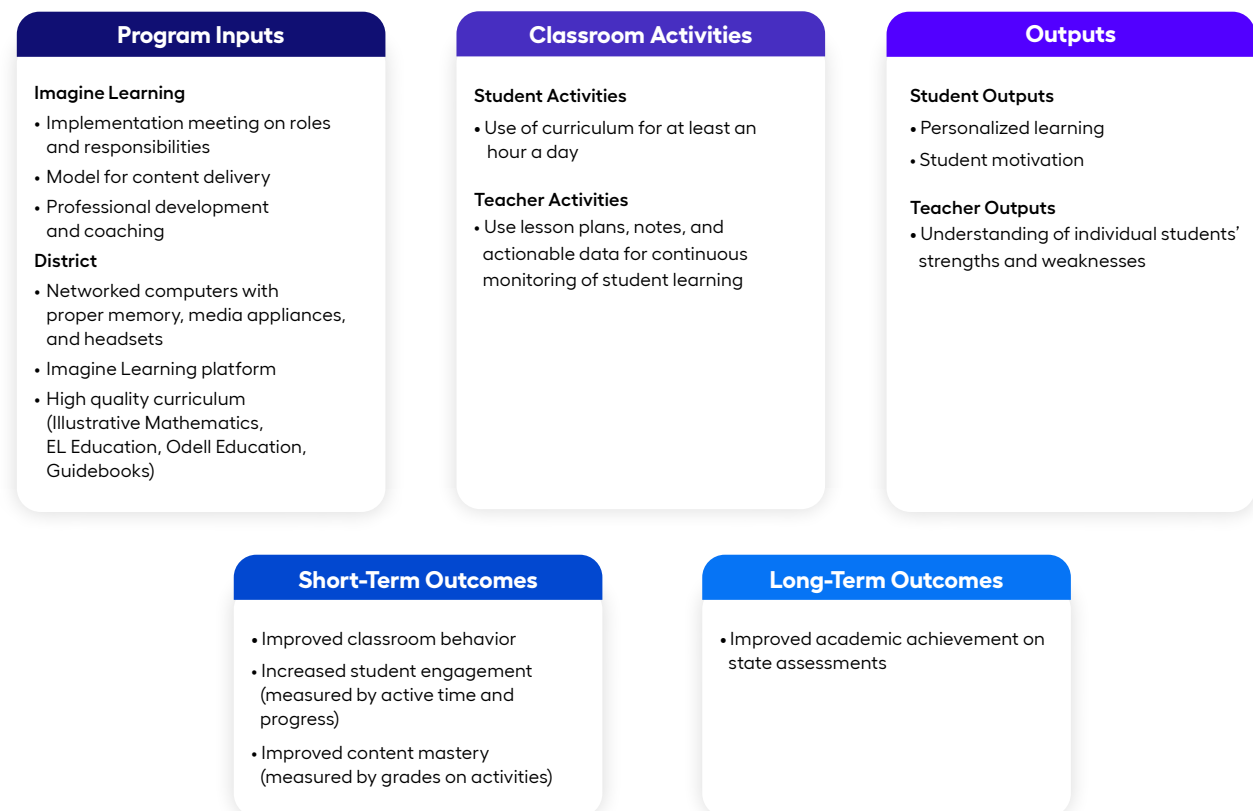 Program Inputs
Imagine Learning
• Implementation meeting on roles
and responsibilities
• Model for content delivery
• Professional development
and coaching
District
• Networked computers with
proper memory, media appliances,
and headsets
• Imagine Learning platform
• High quality curriculum
(Illustrative Mathematics,
EL Education, Odell Education,
Guidebooks)
Classroom Activities
Student Activities
• Use of curriculum for at least an
hour a day
Teacher Activities
• Use lesson plans, notes, and
actionable data for continuous
monitoring of student learning
Outputs
Student Outputs
• Personalized learning
• Student motivation
Teacher Outputs
• Understanding of individual students’
strengths and weaknesses
Short-Term Outcomes
• Improved classroom behavior
• Increased student engagement
(measured by active time and
progress)
• Improved content mastery
(measured by grades on activities)
Long-Term Outcomes
• Improved academic achievement on
state assessments